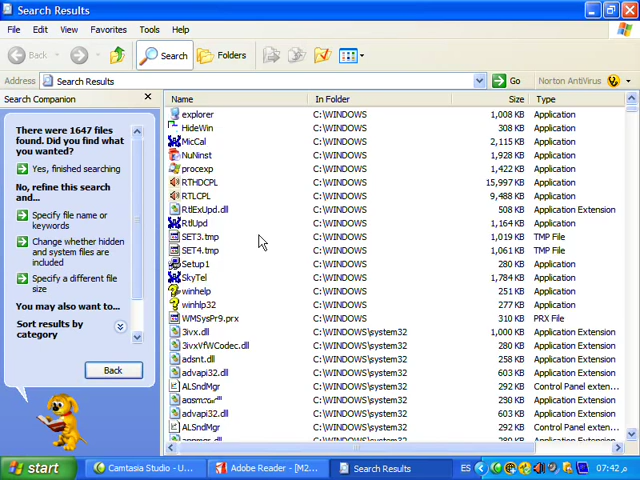 Search Results
File Edit View Favorites Tools Help
Back Search Folders
Address Search Results Go Norton AntiVirus
Search Companion
There were 1647 files
found. Did you find what
you wanted?
Yes, finished searching
No, refine this search
and...
Specify file name or
keywords
Change whether hidden
and system files are
included
Specify a different file
size
You may also want to...
Sort results by
category
Back
Name In Folder Size Type
explorer C:\WINDOWS 1,008 KB Application
HideWin C:\WINDOWS 308 KB Application
MicCal C:\WINDOWS 2,115 KB Application
NuNinst C:\WINDOWS 1,928 KB Application
procexp C:\WINDOWS 1,422 KB Application
RTHDCPL C:\WINDOWS 15,997 KB Application
RTLCPL C:\WINDOWS 9,488 KB Application
RtlExUpd.dll C:\WINDOWS 508 KB Application Extension
RtlUpd C:\WINDOWS 1,164 KB Application
SET3.tmp C:\WINDOWS 1,019 KB TMP File
SET4.tmp C:\WINDOWS 1,061 KB TMP File
Setup1 C:\WINDOWS 280 KB Application
SkyTel C:\WINDOWS 1,784 KB Application
winhelp C:\WINDOWS 251 KB Application
winhlp32 C:\WINDOWS 277 KB Application
WMSysPr9.prx C:\WINDOWS 310 KB PRX File
3ivx.dll C:\WINDOWS\system32 1,000 KB Application Extension
3ivxVfWCodec.dll C:\WINDOWS\system32 280 KB Application Extension
adsnt.dll C:\WINDOWS\system32 258 KB Application Extension
advapi32.dll C:\WINDOWS\system32 603 KB Application Extension
ALSndMgr C:\WINDOWS\system32 292 KB Control Panel exten...
C:\WINDOWS\system32 290 KB Application Extension
advapi32.dll C:\WINDOWS\system32 603 KB Application Extension
ALSndMgr C:\WINDOWS\system32 292 KB Control Panel exten...
C:\WINDOWS\system32 Application Extension
start Camtasia Studio - U... Adobe Reader - [M2... Search Results ES 07:42 م